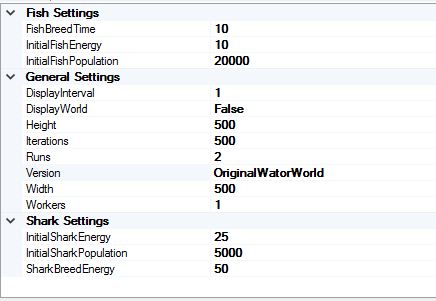 Fish Settings
FishBreedTime 10
InitialFishEnergy 10
InitialFishPopulation 20000
General Settings
DisplayInterval 1
DisplayWorld False
Height 500
Iterations 500
Runs 2
Version OriginalWatorWorld
Width 500
Workers 1
Shark Settings
InitialSharkEnergy 25
InitialSharkPopulation 5000
SharkBreedEnergy 50